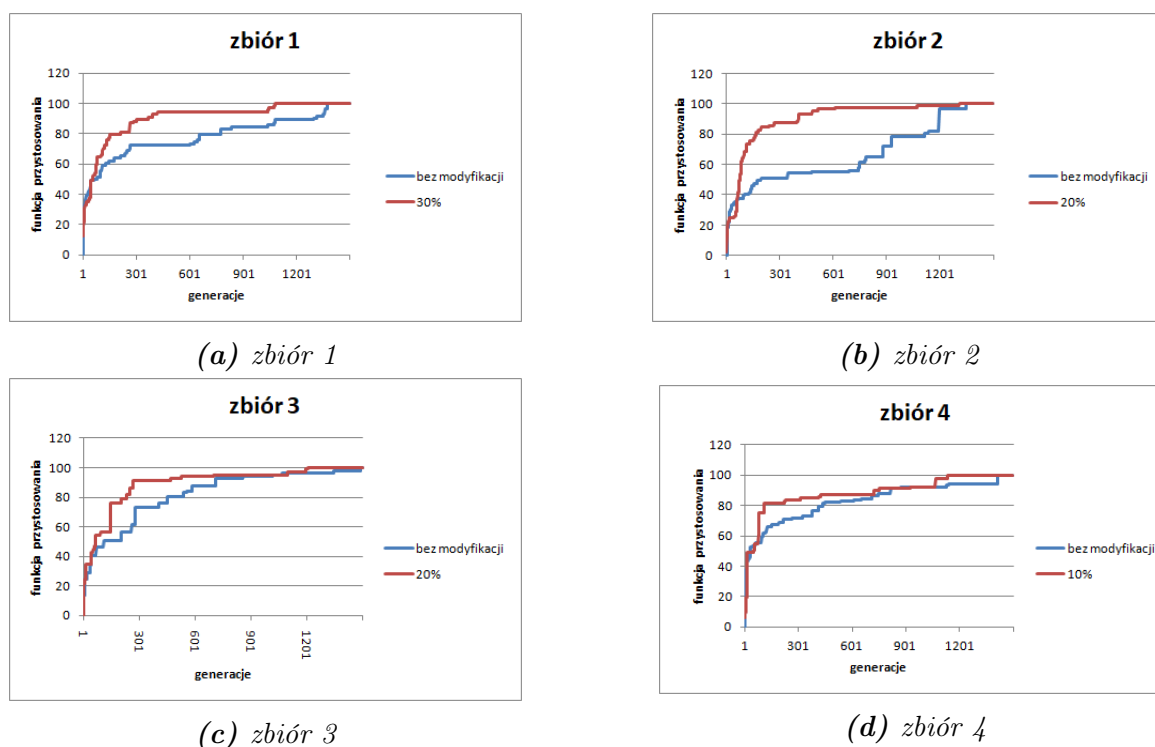 zbiór 1
120
100
80
60
40
20
0
funkcja przystosowania
1 301 601 901 1201
generacje
bez modyfikacji
30%
(a) zbiór 1
zbiór 2
120
100
80
60
40
20
0
funkcja przystosowania
1 301 601 901 1201
generacje
bez modyfikacji
20%
(b) zbiór 2
zbiór 3
120
100
80
60
40
20
0
funkcja przystosowania
1 301 601 901 1201
generacje
bez modyfikacji
20%
(c) zbiór 3
zbiór 4
120
100
80
60
40
20
0
funkcja przystosowania
1 301 601 901 1201
generacje
bez modyfikacji
10%
(d) zbiór 4